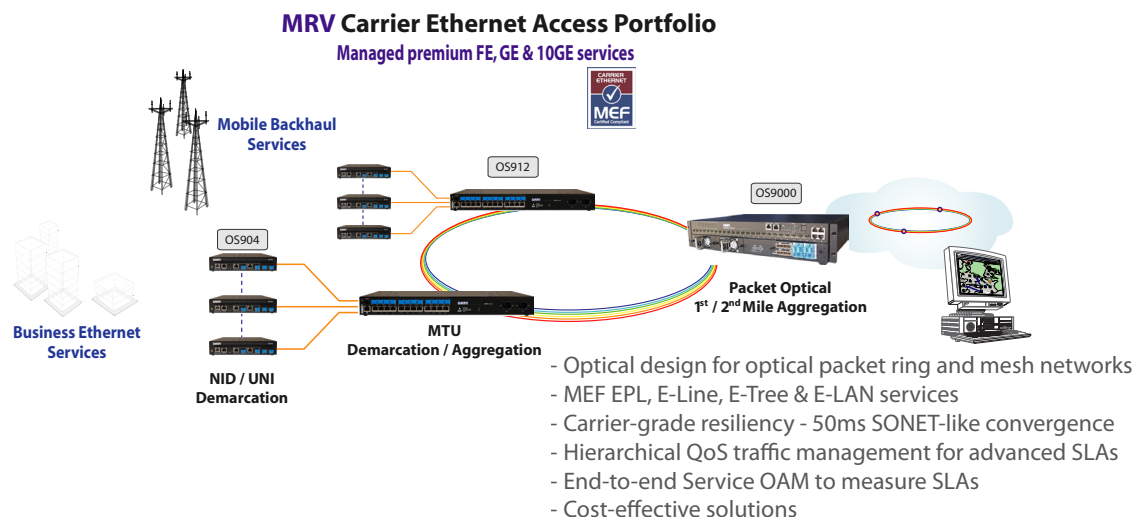 MRV Carrier Ethernet Access Portfolio
Managed premium FE, GE & 10GE services
CARRIER
ETHERNET
MEF
Certified Compliant
Mobile Backhaul
Services
OS912
OS9000
OS904
Business Ethernet
Services
NID / UNI
Demarcation
MTU
Demarcation / Aggregation
Packet Optical
1st / 2nd Mile Aggregation
- Optical design for optical packet ring and mesh networks
- MEF EPL, E-Line, E-Tree & E-LAN services
- Carrier-grade resiliency - 50ms SONET-like convergence
- Hierarchical QoS traffic management for advanced SLAs
- End-to-end Service OAM to measure SLAs
- Cost-effective solutions